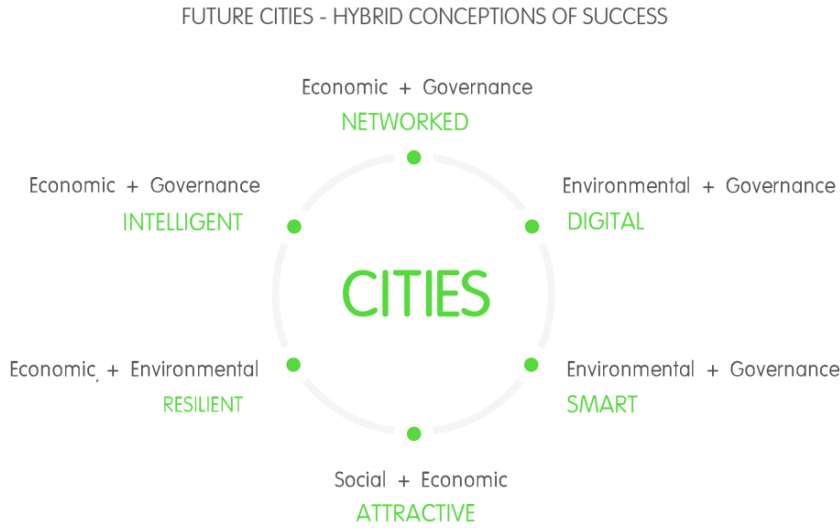 FUTURE CITIES - HYBRID CONCEPTIONS OF SUCCESS
Economic + Governance
NETWORKED
Economic + Governance
INTELLIGENT
Environmental + Governance
DIGITAL
CITIES
Economic, + Environmental
RESILIENT
Environmental + Governance
SMART
Social + Economic
ATTRACTIVE